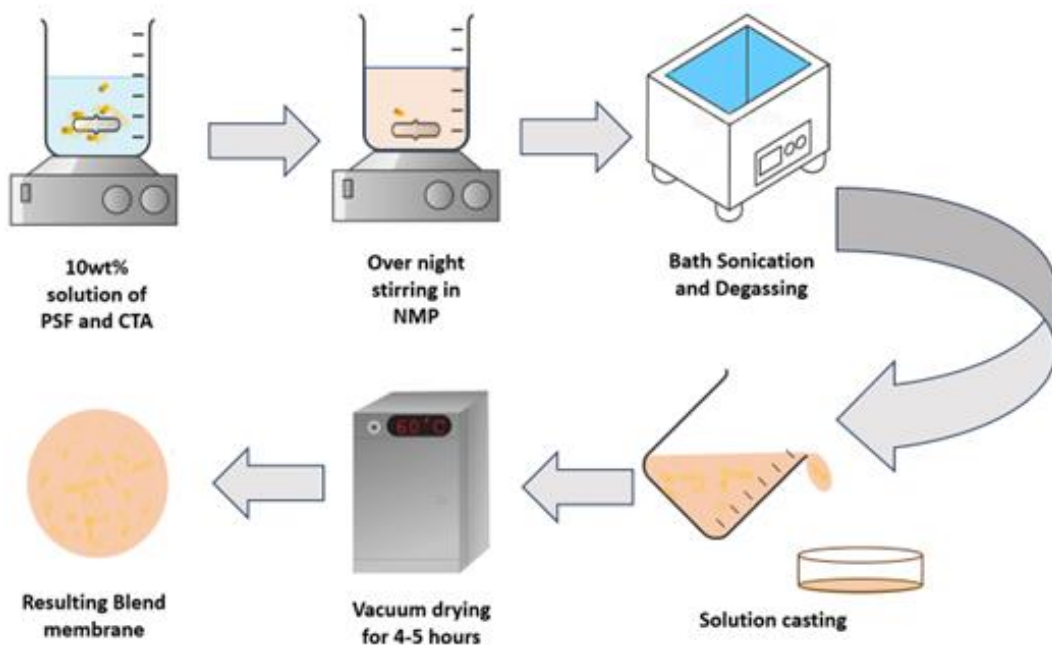 10wt%
solution of
PSF and CTA
Over night
stirring in
NMP
Bath Sonication
and Degassing
60°C
Resulting Blend
membrane
Vacuum drying
for 4-5 hours
Solution casting